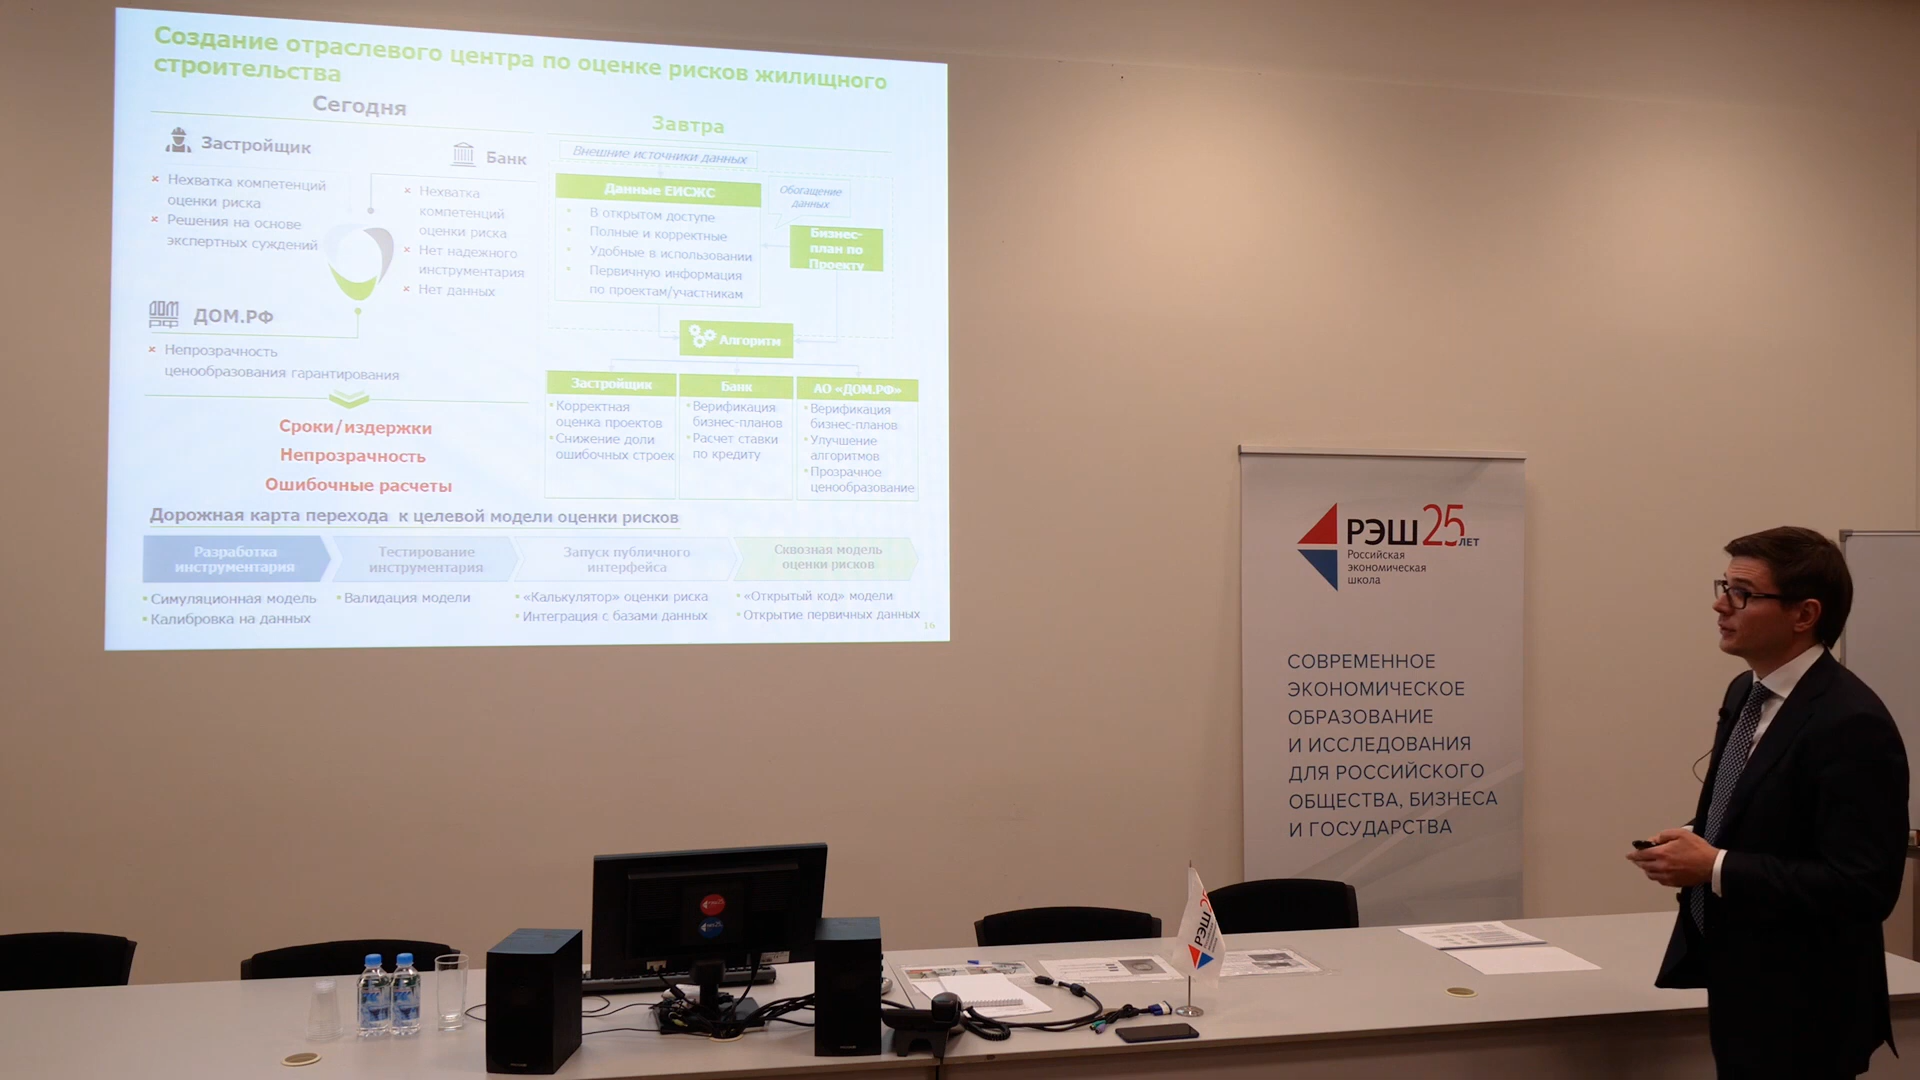 Создание отраслевого центра по оценке рисков жилищного
строительства
Сегодня
Застройщик
Нехватка компетенций
оценки риска
Решения на основе
экспертных суждений
Банк
Нехватка
компетенций
оценки риска
Нет надежного
инструментария
Нет данных
ДОМ.РФ
ДОМ
РФ
Непрозрачность
ценообразования гарантирования
Сроки/издержки
Непрозрачность
Ошибочные расчеты
Завтра
Внешние источники данных
Данные ЕИСЖС
В открытом доступе
Полные и корректные
Удобные в использовании
Первичную информация
по проектам/участникам
Обогащение
данных
Бизнес-
план по
Проекту
Алгоритм
Застройщик
Корректная
оценка проектов
Снижение доли
ошибочных строек
Банк
Верификация
бизнес-планов
Расчет ставки
по кредиту
АО «ДОМ.РФ»
Верификация
бизнес-планов
Улучшение
алгоритмов
Прозрачное
ценообразование
Дорожная карта перехода к целевой модели оценки рисков
Разработка
инструментария
Тестирование
инструментария
Запуск публичного
интерфейса
Сквозная модель
оценки рисков
Симуляционная модель
Калибровка на данных
Валидация модели
«Калькулятор» оценки риска
Интеграция с базами данных
«Открытый код» модели
Открытие первичных данных
16
РЭШ 25 ЛЕТ
Российская
экономическая
школа
СОВРЕМЕННОЕ
ЭКОНОМИЧЕСКОЕ
ОБРАЗОВАНИЕ
И ИССЛЕДОВАНИЯ
ДЛЯ РОССИЙСКОГО
ОБЩЕСТВА, БИЗНЕСА
И ГОСУДАРСТВА
РЭШ 25